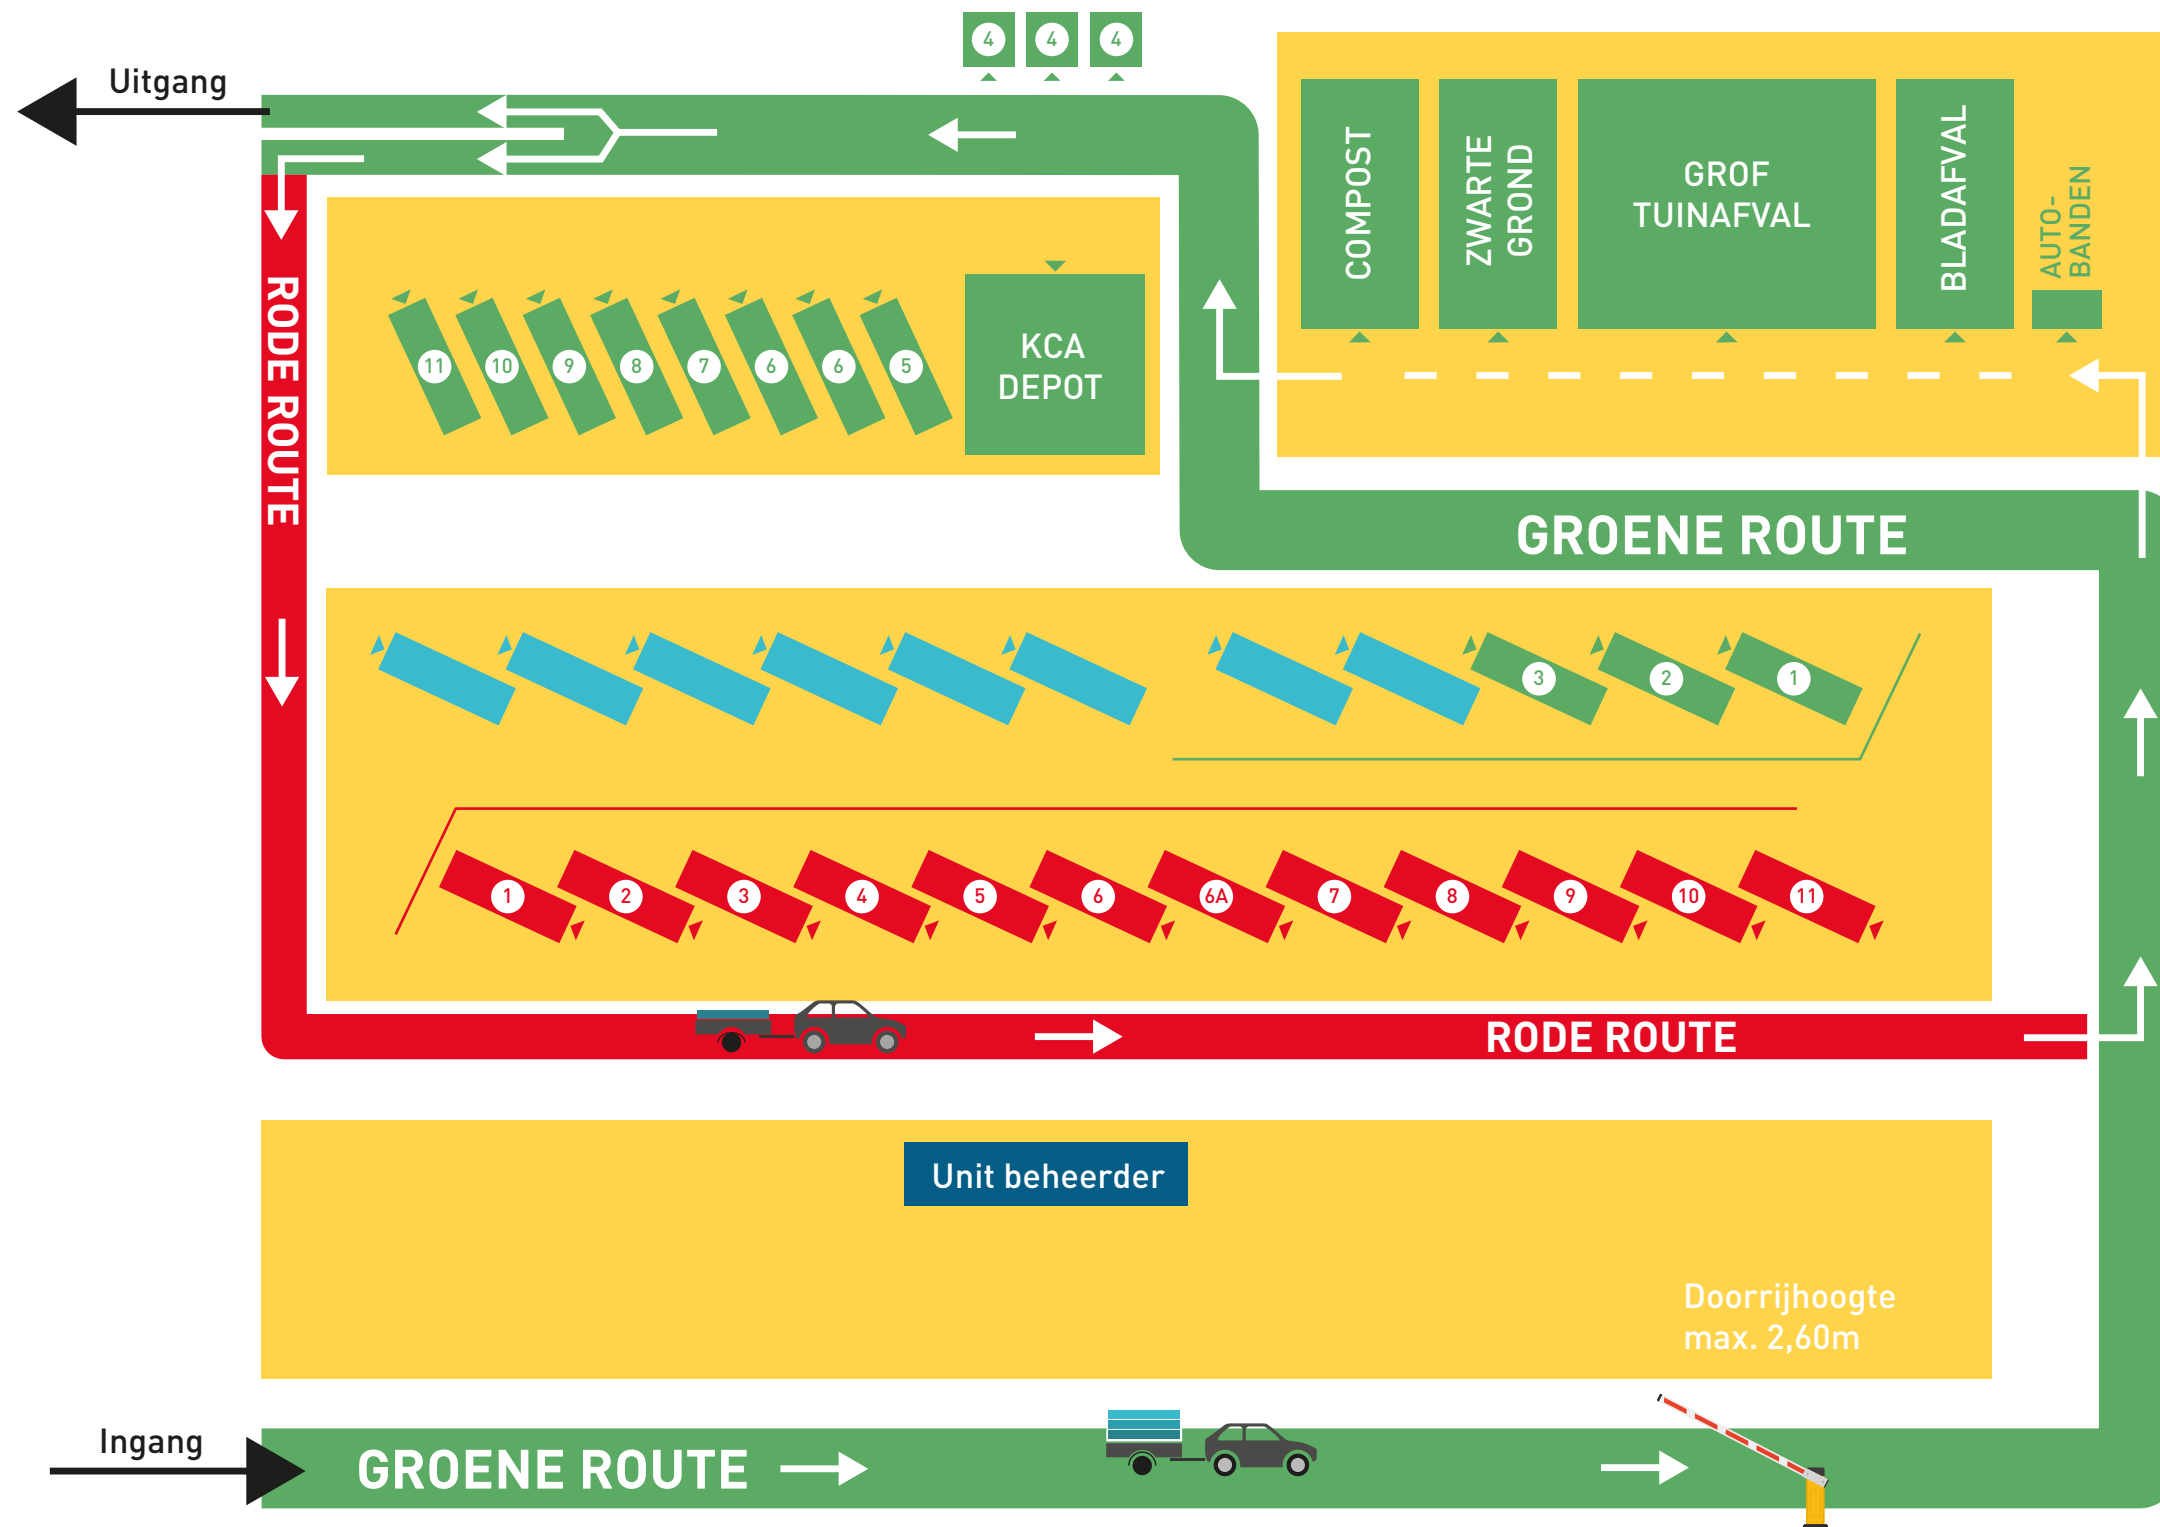 4 4 4
Uitgang
COMPOST
ZWARTE
GROND
GROF
TUINAFVAL
BLADAFVAL
AUTO-
BANDEN
RODE ROUTE
11 10 9 8 7 6 6 5
KCA
DEPOT
GROENE ROUTE
3 2 1
1 2 3 4 5 6 6A 7 8 9 10 11
RODE ROUTE
Unit beheerder
Doorrijhoogte
max. 2,60m
Ingang
GROENE ROUTE